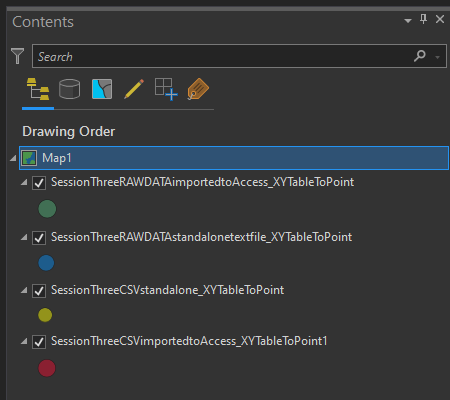 Contents
Search
Drawing Order
Map1
SessionThreeRAWDATAimportedtoAccess_XYTableToPoint
SessionThreeRAWDATAstandalonetextfile_XYTableToPoint
SessionThreeCSVstandalone_XYTableToPoint
SessionThreeCSVimportedtoAccess_XYTableToPoint1